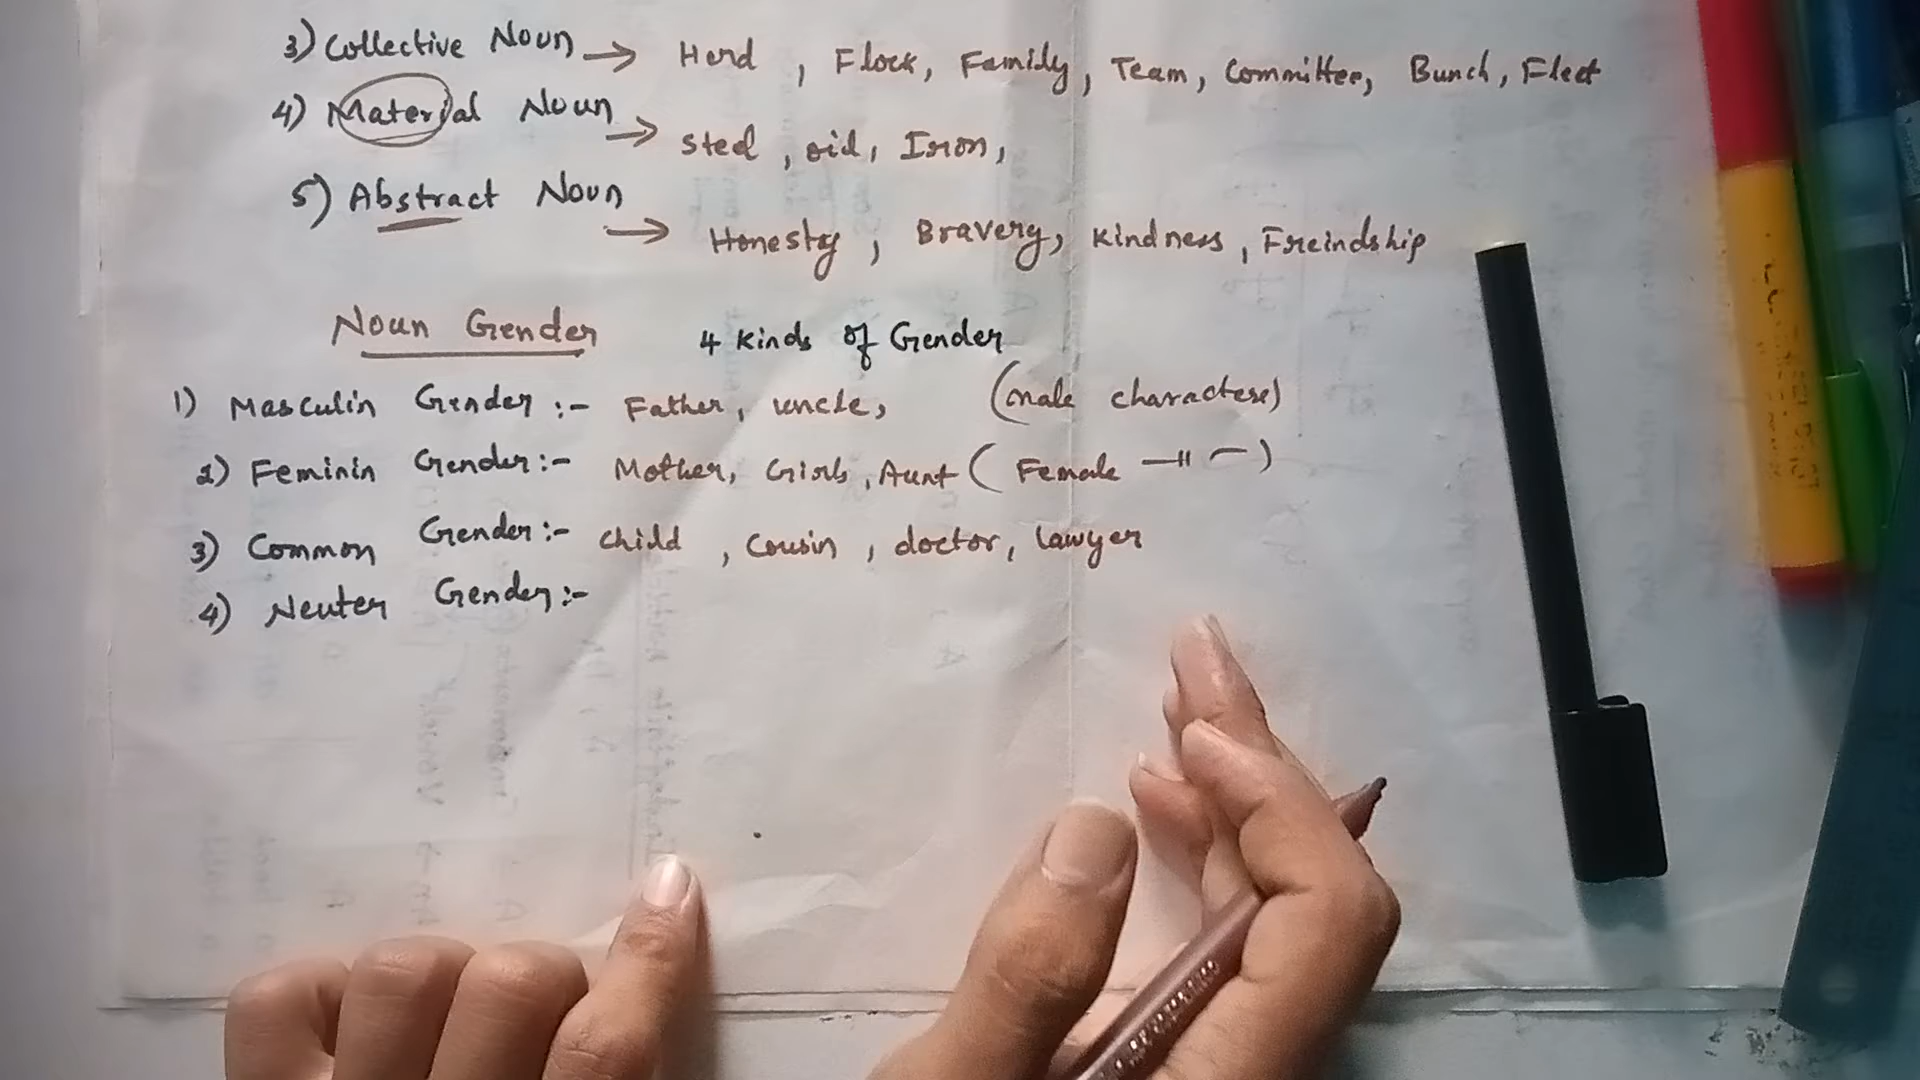 3) Collective Noun → Herd, Flock, Family, Team, Committee, Bunch, Fleet
4) Material Noun → Steel, oil, Iron,
5) Abstract Noun → Honesty, Bravery, Kindness, Freindship
Noun Gender 4 Kinds of Gender
1) Masculin Gender :- Father, uncle, (male characters)
2) Feminin Gender :- Mother, Girls, Aunt (Female —11—)
3) Common Gender :- child, Cousin, doctor, lawyer
4) Neuter Gender :-